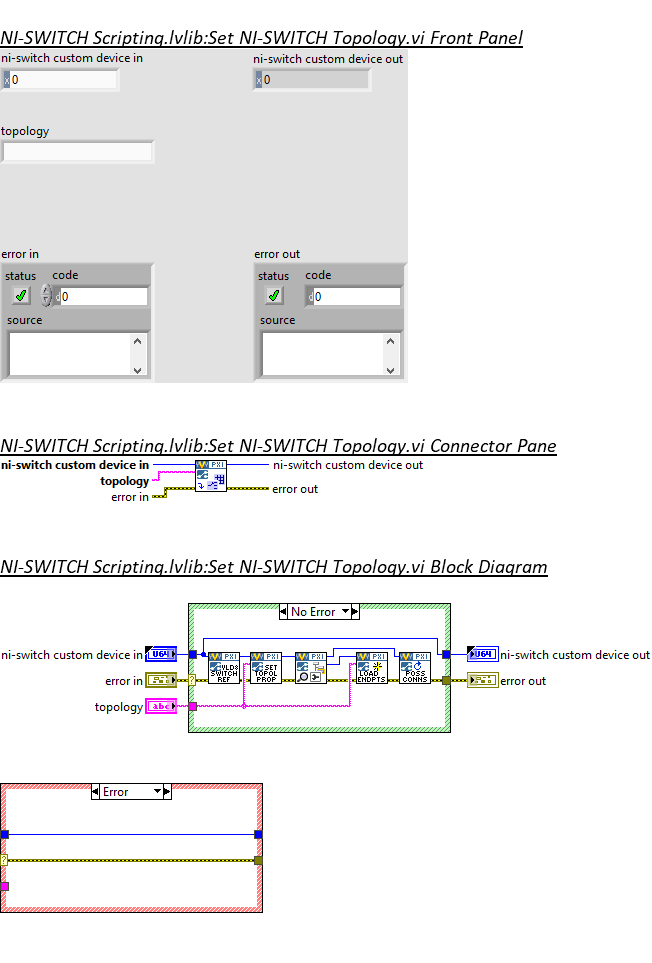 NI-SWITCH Scripting.lvlib:Set NI-SWITCH Topology.vi Front Panel
ni-switch custom device in
ni-switch custom device out
x 0
x 0
topology
error in
error out
status code
status code
d 0
d 0
source
source
NI-SWITCH Scripting.lvlib:Set NI-SWITCH Topology.vi Connector Pane
ni-switch custom device in
PXI
ni-switch custom device out
topology
error in
error out
NI-SWITCH Scripting.lvlib:Set NI-SWITCH Topology.vi Block Diagram
No Error
ni-switch custom device in
U64
PXI
PXI
PXI
PXI
PXI
U64
ni-switch custom device out
VLD8
SWITCH
REF
SET
TOPOL
PROP
LOAD
ENDPTS
POSS
CONNS
error in
?
error out
topology
abc
Error
?